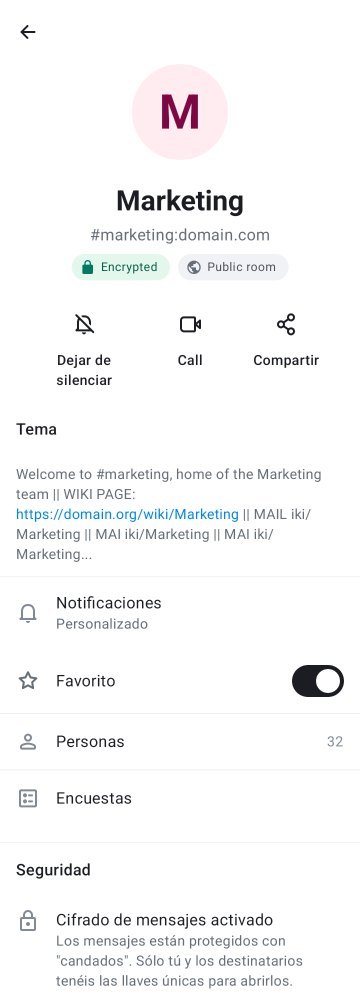 M
Marketing
#marketing:domain.com
Encrypted
Public room
Dejar de
silenciar
Call
Compartir
Tema
Welcome to #marketing, home of the Marketing
team || WIKI PAGE:
https://domain.org/wiki/Marketing || MAIL iki/
Marketing || MAI iki/Marketing || MAI iki/
Marketing...
Notificaciones
Personalizado
Favorito
Personas 32
Encuestas
Seguridad
Cifrado de mensajes activado
Los mensajes están protegidos con
"candados". Sólo tú y los destinatarios
tenéis las llaves únicas para abrirlos.